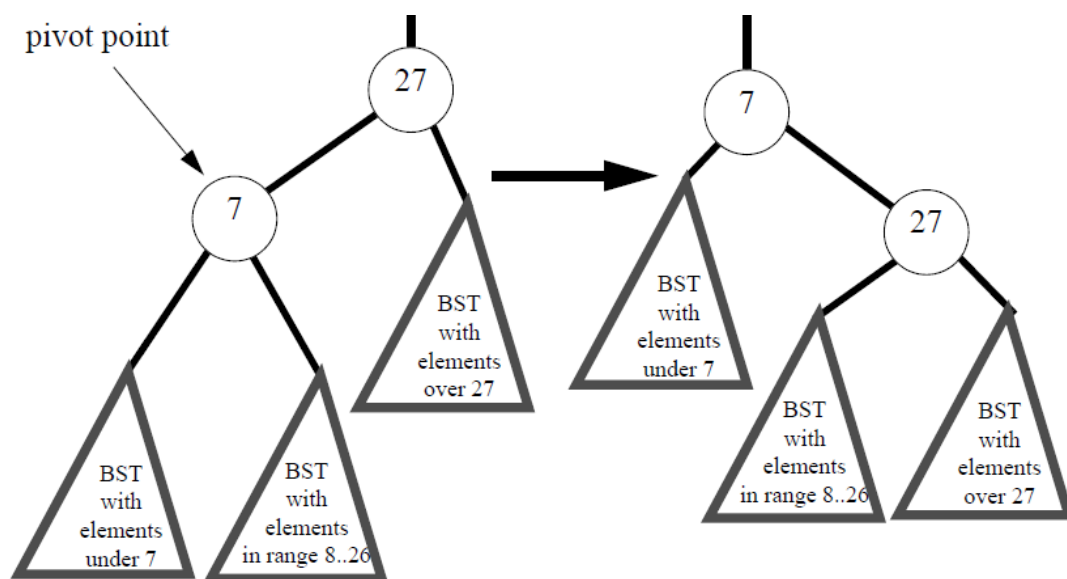 pivot point
27
7
BST
with
elements
over 27
BST
with
elements
under 7
BST
with
elements
in range 8..26
7
27
BST
with
elements
under 7
BST
with
elements
in range 8..26
BST
with
elements
over 27